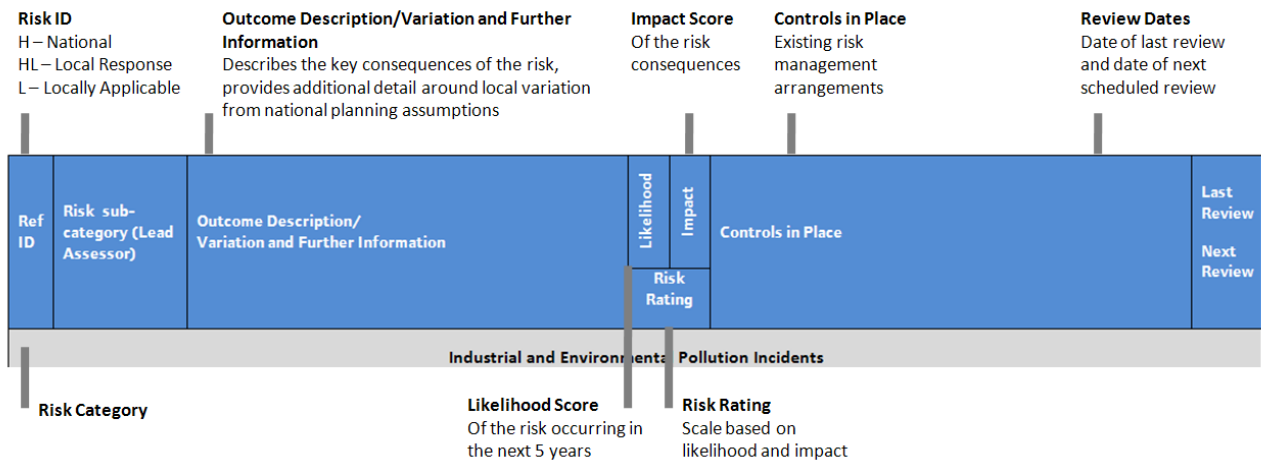 Risk ID
H – National
HL – Local Response
L – Locally Applicable
Outcome Description/Variation and Further
Information
Describes the key consequences of the risk,
provides additional detail around local variation
from national planning assumptions
Impact Score
Of the risk
consequences
Controls in Place
Existing risk
management
arrangements
Review Dates
Date of last review
and date of next
scheduled review
Ref
ID
Risk sub-
category (Lead
Assessor)
Outcome Description/
Variation and Further Information
Likelihood
Impact
Risk
Rating
Controls in Place
Last
Review
Next
Review
Industrial and Environmental Pollution Incidents
Risk Category
Likelihood Score
Of the risk occurring in
the next 5 years
Risk Rating
Scale based on
likelihood and impact